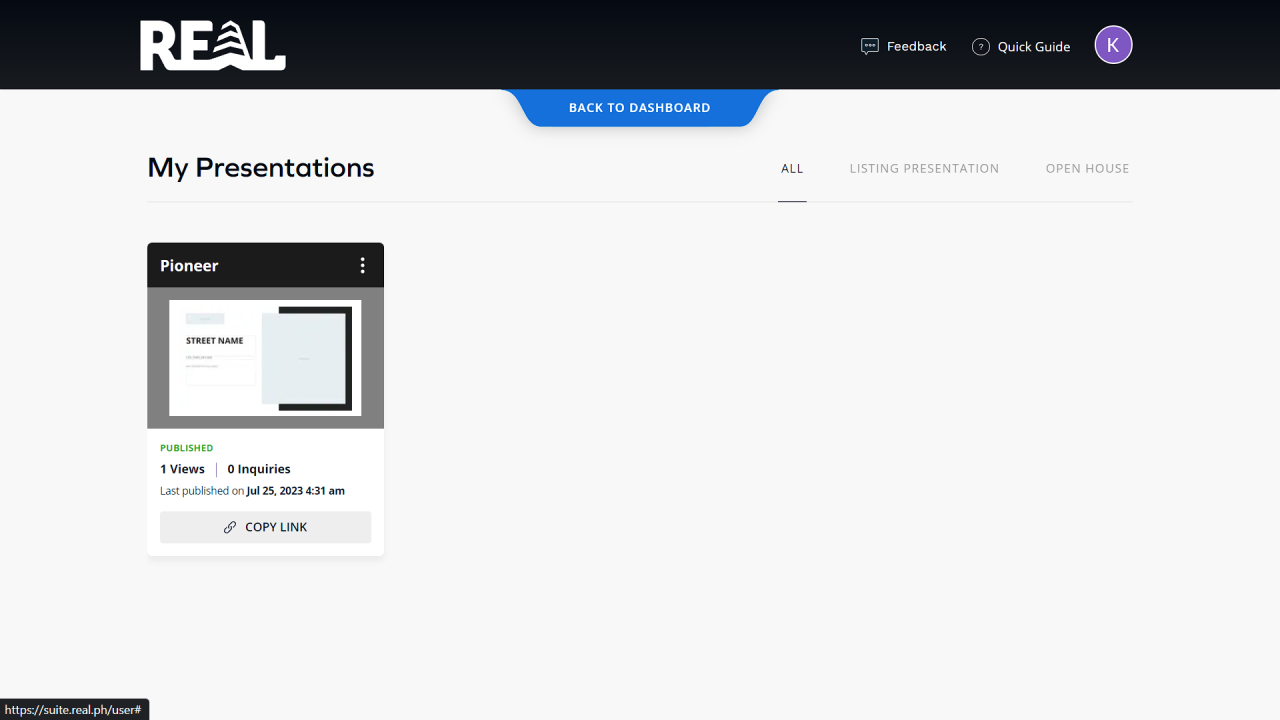 REAL
Feedback
? Quick Guide
K
BACK TO DASHBOARD
My Presentations
ALL
LISTING PRESENTATION
OPEN HOUSE
Pioneer
STREET NAME
PUBLISHED
1 Views | 0 Inquiries
Last published on Jul 25, 2023 4:31 am
COPY LINK
https://suite.real.ph/user#